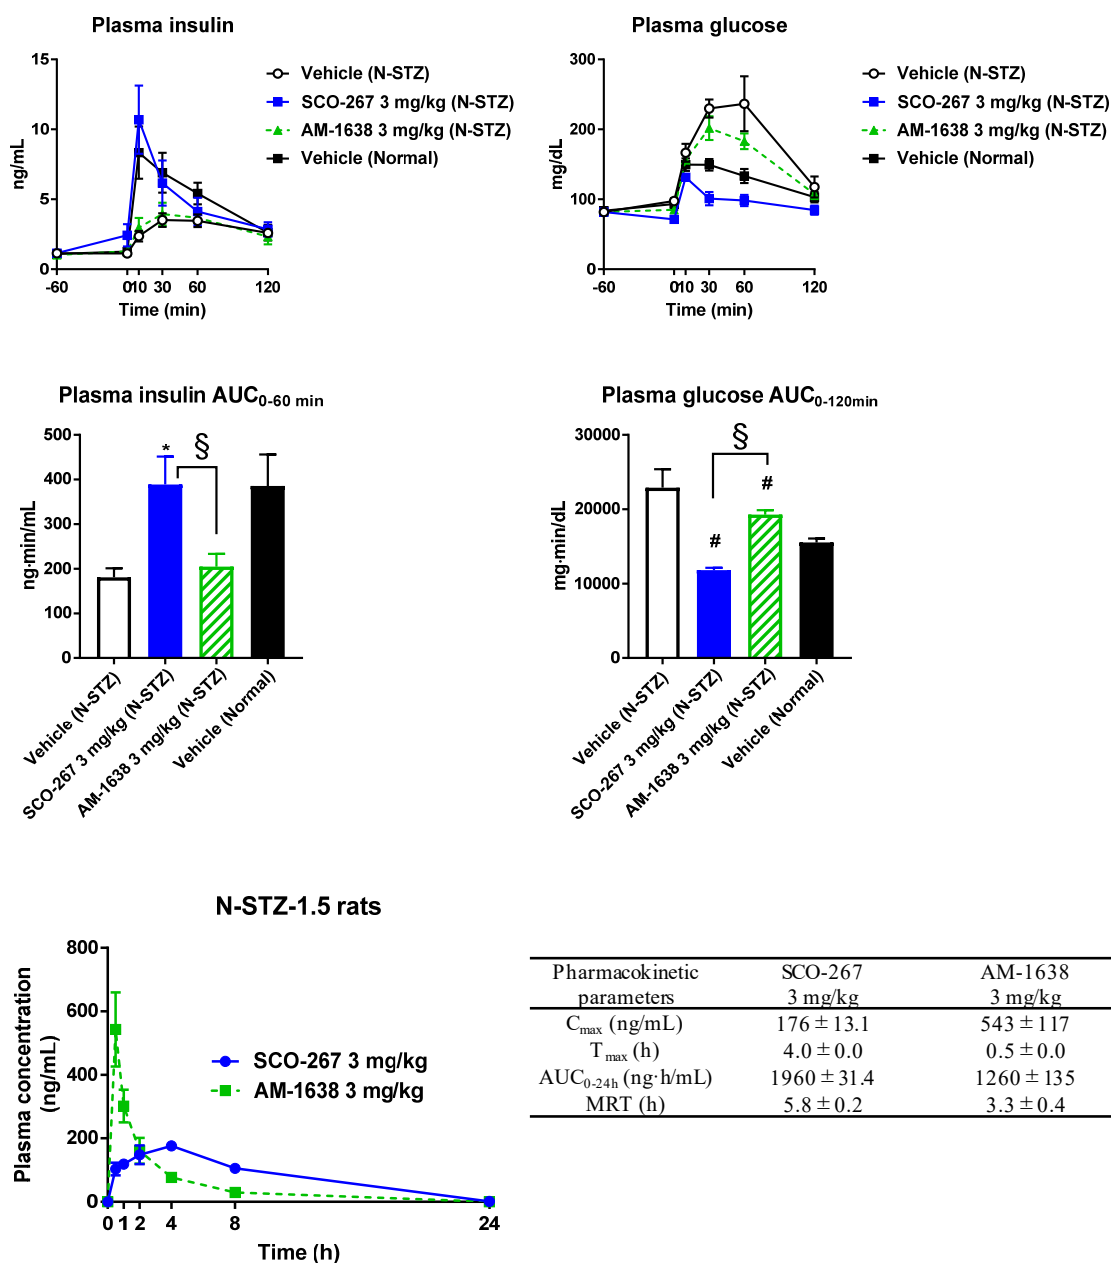 Plasma insulin
15
10
5
0
ng/mL
-60
0
10
30
60
120
Time (min)
Vehicle (N-STZ)
SCO-267 3 mg/kg (N-STZ)
AM-1638 3 mg/kg (N-STZ)
Vehicle (Normal)
Plasma glucose
300
200
100
0
mg/dL
-60
0
10
30
60
120
Time (min)
Vehicle (N-STZ)
SCO-267 3 mg/kg (N-STZ)
AM-1638 3 mg/kg (N-STZ)
Vehicle (Normal)
Plasma insulin AUC0-60 min
500
400
300
200
100
0
ng·min/mL
*
§
Vehicle (N-STZ)
SCO-267 3 mg/kg (N-STZ)
AM-1638 3 mg/kg (N-STZ)
Vehicle (Normal)
Plasma glucose AUC0-120min
30000
20000
10000
0
mg·min/dL
§
#
#
Vehicle (N-STZ)
SCO-267 3 mg/kg (N-STZ)
AM-1638 3 mg/kg (N-STZ)
Vehicle (Normal)
N-STZ-1.5 rats
800
600
400
200
0
Plasma concentration
(ng/mL)
0 1 2 4 8 24
Time (h)
SCO-267 3 mg/kg
AM-1638 3 mg/kg
Pharmacokinetic SCO-267 AM-1638
parameters 3 mg/kg 3 mg/kg
Cmax (ng/mL) 176 ± 13.1 543 ± 117
Tmax (h) 4.0 ± 0.0 0.5 ± 0.0
AUC0-24h (ng·h/mL) 1960 ± 31.4 1260 ± 135
MRT (h) 5.8 ± 0.2 3.3 ± 0.4